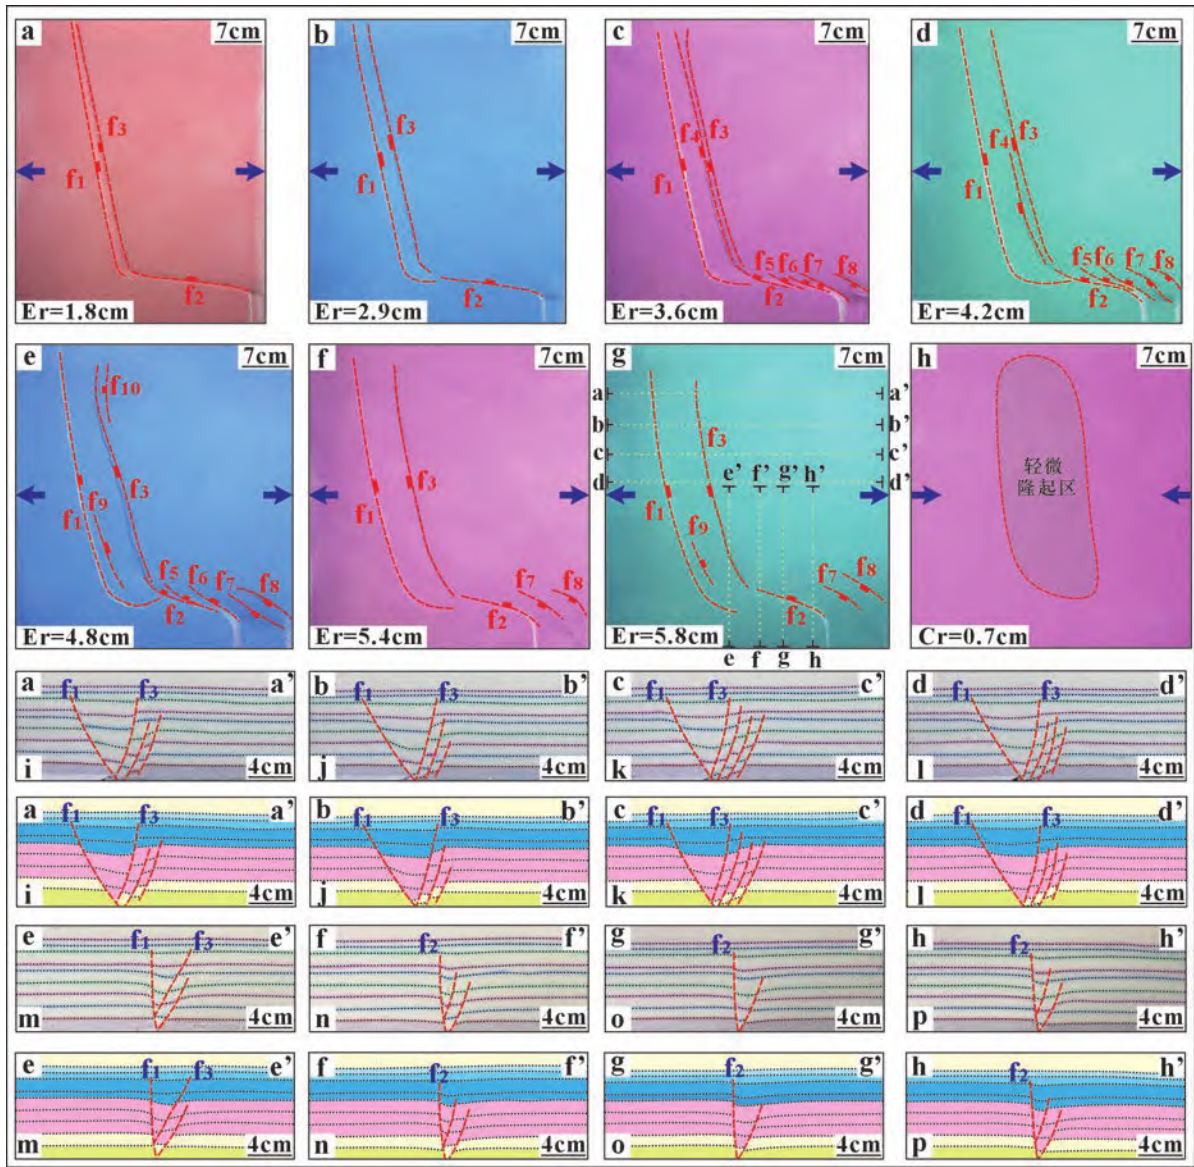 a
7cm
f3
f1
f2
Er=1.8cm
b
7cm
f3
f1
f2
Er=2.9cm
c
7cm
f4 f3
f1
f5 f6 f7 f8
f2
Er=3.6cm
d
7cm
f4 f3
f1
f5 f6 f7 f8
f2
Er=4.2cm
e
7cm
f10
f3
f9
f1
f5 f6 f7 f8
f2
Er=4.8cm
f
7cm
f3
f1
f7 f8
f2
Er=5.4cm
g
7cm
a a'
b b'
c c'
d d'
f3
e' f' g' h'
f1
f9
f7 f8
f2
Er=5.8cm
e f g h
h
7cm
轻微
隆起区
Cr=0.7cm
a f1 f3 a'
i 4cm
b f1 f3 b'
j 4cm
c f1 f3 c'
k 4cm
d f1 f3 d'
l 4cm
a f1 f3 a'
i 4cm
b f1 f3 b'
j 4cm
c f1 f3 c'
k 4cm
d f1 f3 d'
l 4cm
e f1 f3 e'
m 4cm
f f2 f'
n 4cm
g f2 g'
o 4cm
h f2 h'
p 4cm
e f1 f3 e'
m 4cm
f f2 f'
n 4cm
g f2 g'
o 4cm
h f2 h'
p 4cm